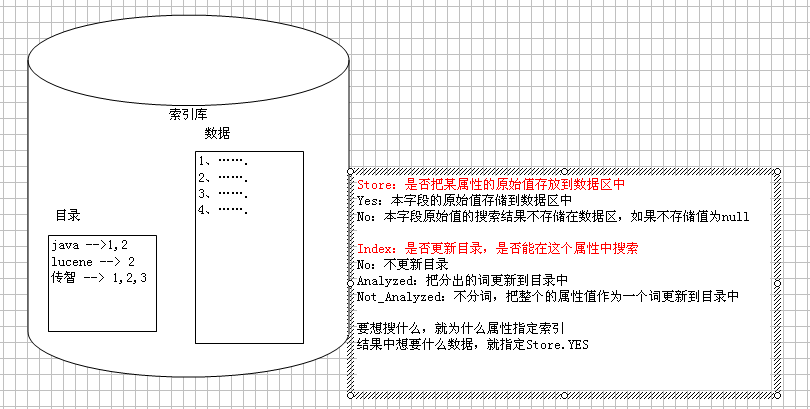 索引库
数据
1、…….
2、…….
3、…….
4、…….
目录
java -->1,2
lucene --> 2
传智 --> 1,2,3
Store: 是否把某属性的原始值存放到数据区中
Yes: 本字段的原始值存储到数据区中
No: 本字段原始值的搜索结果不存储在数据区, 如果不存储值为null
Index: 是否更新目录, 是否能在这个属性中搜索
No: 不更新目录
Analyzed: 把分出的词更新到目录中
Not_Analyzed: 不分词, 把整个的属性值作为一个词更新到目录中
要想搜什么, 就为什么属性指定索引
结果中想要什么数据, 就指定Store.YES